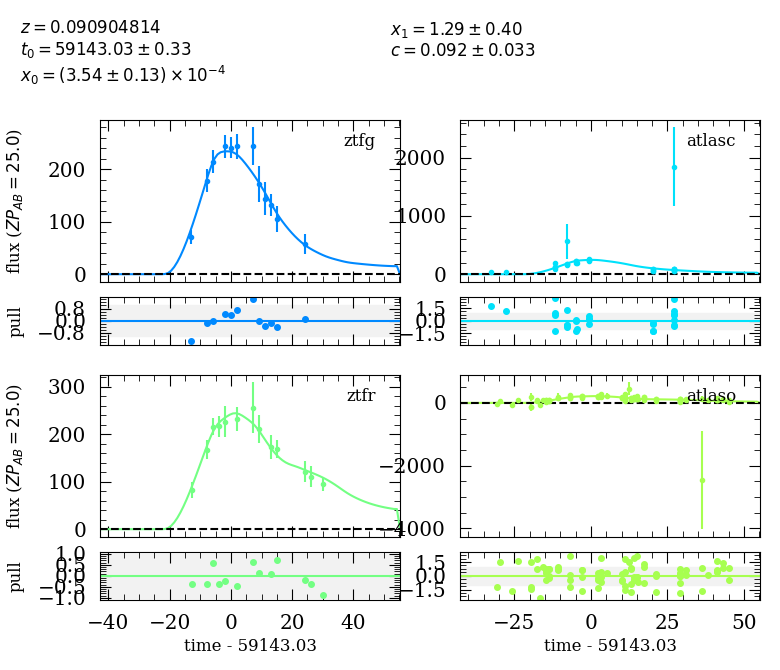 z = 0.090904814
t0 = 59143.03 ± 0.33
x0 = (3.54 ± 0.13) × 10⁻⁴
x1 = 1.29 ± 0.40
c = 0.092 ± 0.033
flux (ZP_AB = 25.0)
200
100
0
ztfg
2000
1000
0
atlasc
pull
0.8
0.0
−0.8
1.5
0.0
−1.5
flux (ZP_AB = 25.0)
300
200
100
0
ztfr
0
−2000
−4000
atlaso
pull
1.0
0.5
0.0
−0.5
−1.0
1.5
0.0
−1.5
−40 −20 0 20 40
−25 0 25 50
time - 59143.03
time - 59143.03